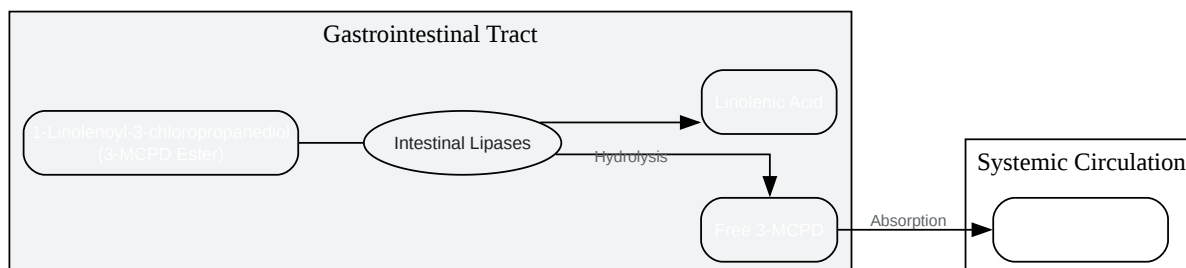 Gastrointestinal Tract
1-Linolenoyl-3-chloropropanediol
(3-MCPD Ester)
Intestinal Lipases
Linolenic Acid
Hydrolysis
Free 3-MCPD
Absorption
Systemic Circulation